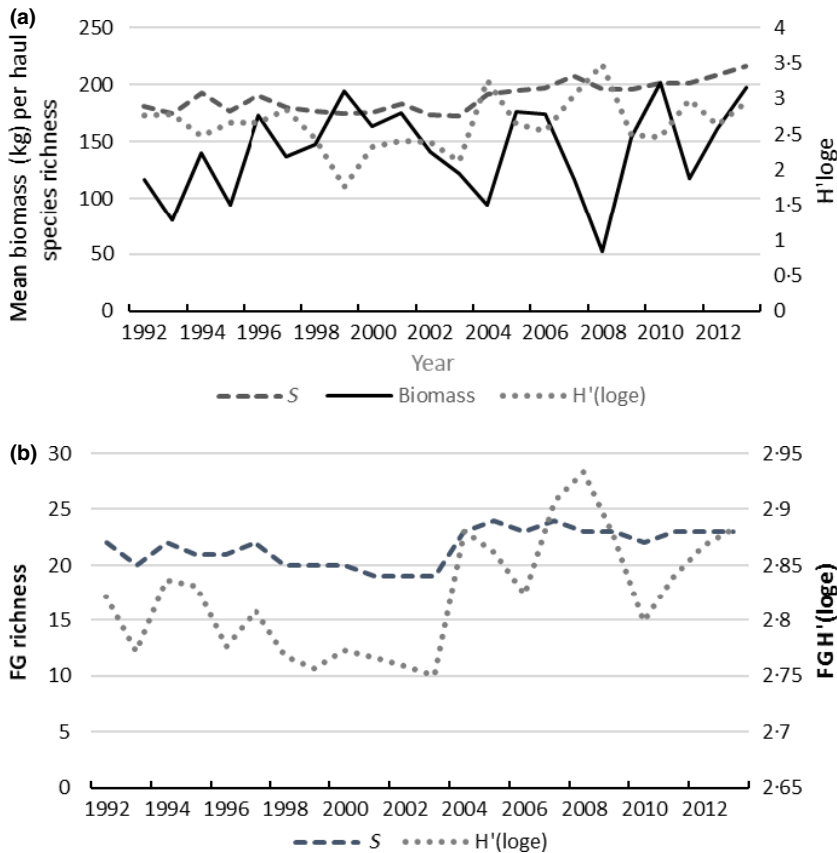 (a)
250
200
150
100
50
0
Mean biomass (kg) per haul
species richness
4
3·5
3
2·5
2
1·5
1
0·5
0
H'loge
1992 1994 1996 1998 2000 2002 2004 2006 2008 2010 2012
Year
S Biomass H'(loge)
(b)
30
25
20
15
10
5
0
FG richness
2·95
2·9
2·85
2·8
2·75
2·7
2·65
FG H'(loge)
1992 1994 1996 1998 2000 2002 2004 2006 2008 2010 2012
S H'(loge)